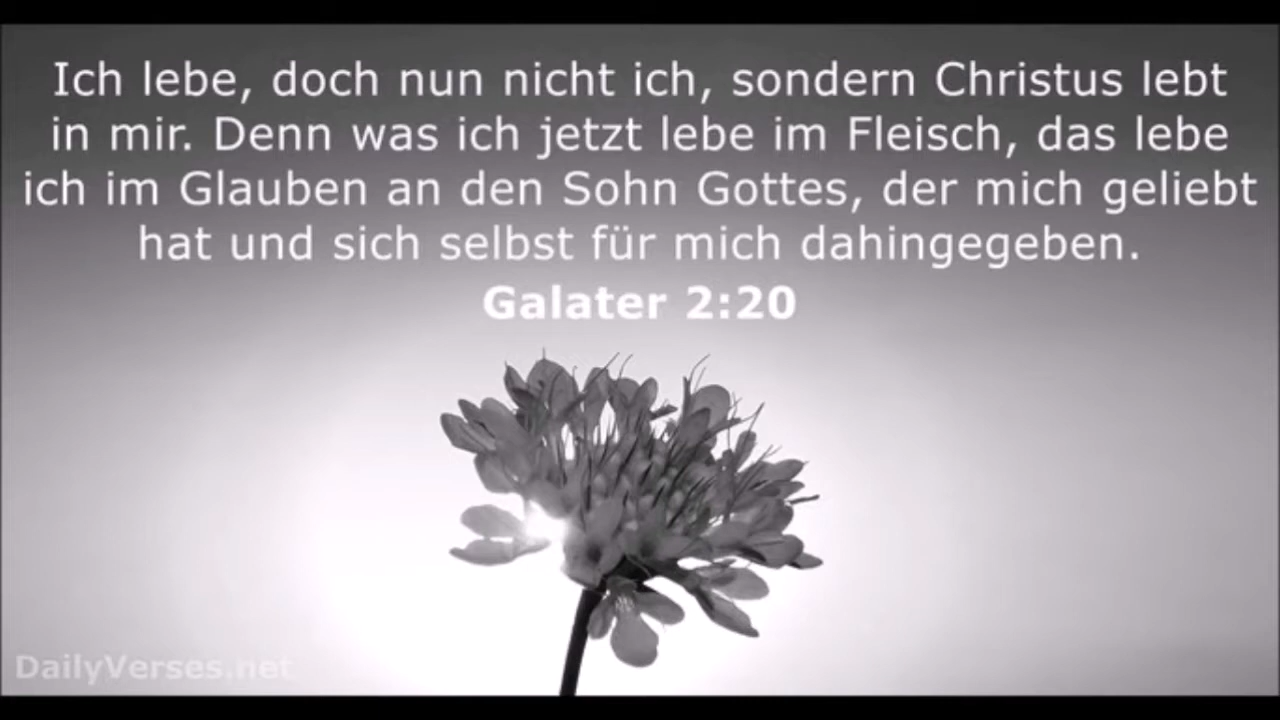 Ich lebe, doch nun nicht ich, sondern Christus lebt
in mir. Denn was ich jetzt lebe im Fleisch, das lebe
ich im Glauben an den Sohn Gottes, der mich geliebt
hat und sich selbst für mich dahingegeben.
Galater 2:20
DailyVerses.net